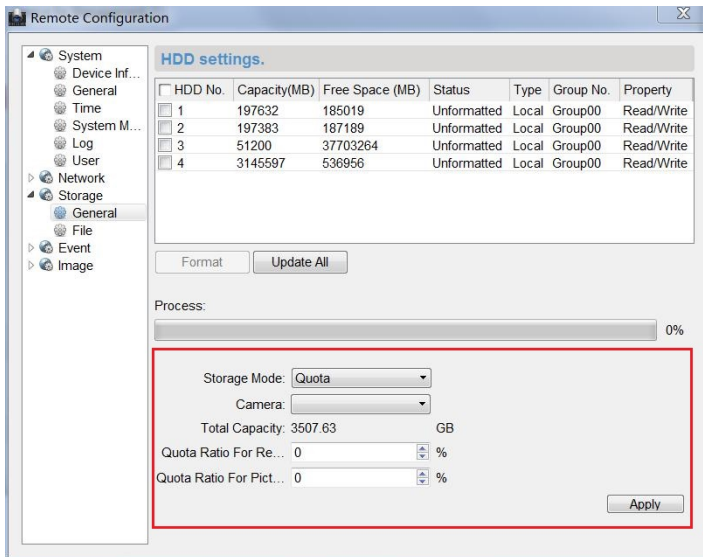 Remote Configuration
System
Device Inf...
General
Time
System M...
Log
User
Network
Storage
General
File
Event
Image
HDD settings.
HDD No. Capacity(MB) Free Space (MB) Status Type Group No. Property
1 197632 185019 Unformatted Local Group00 Read/Write
2 197383 187189 Unformatted Local Group00 Read/Write
3 51200 37703264 Unformatted Local Group00 Read/Write
4 3145597 536956 Unformatted Local Group00 Read/Write
Format Update All
Process:
0%
Storage Mode: Quota
Camera:
Total Capacity: 3507.63 GB
Quota Ratio For Re... 0 %
Quota Ratio For Pict... 0 %
Apply